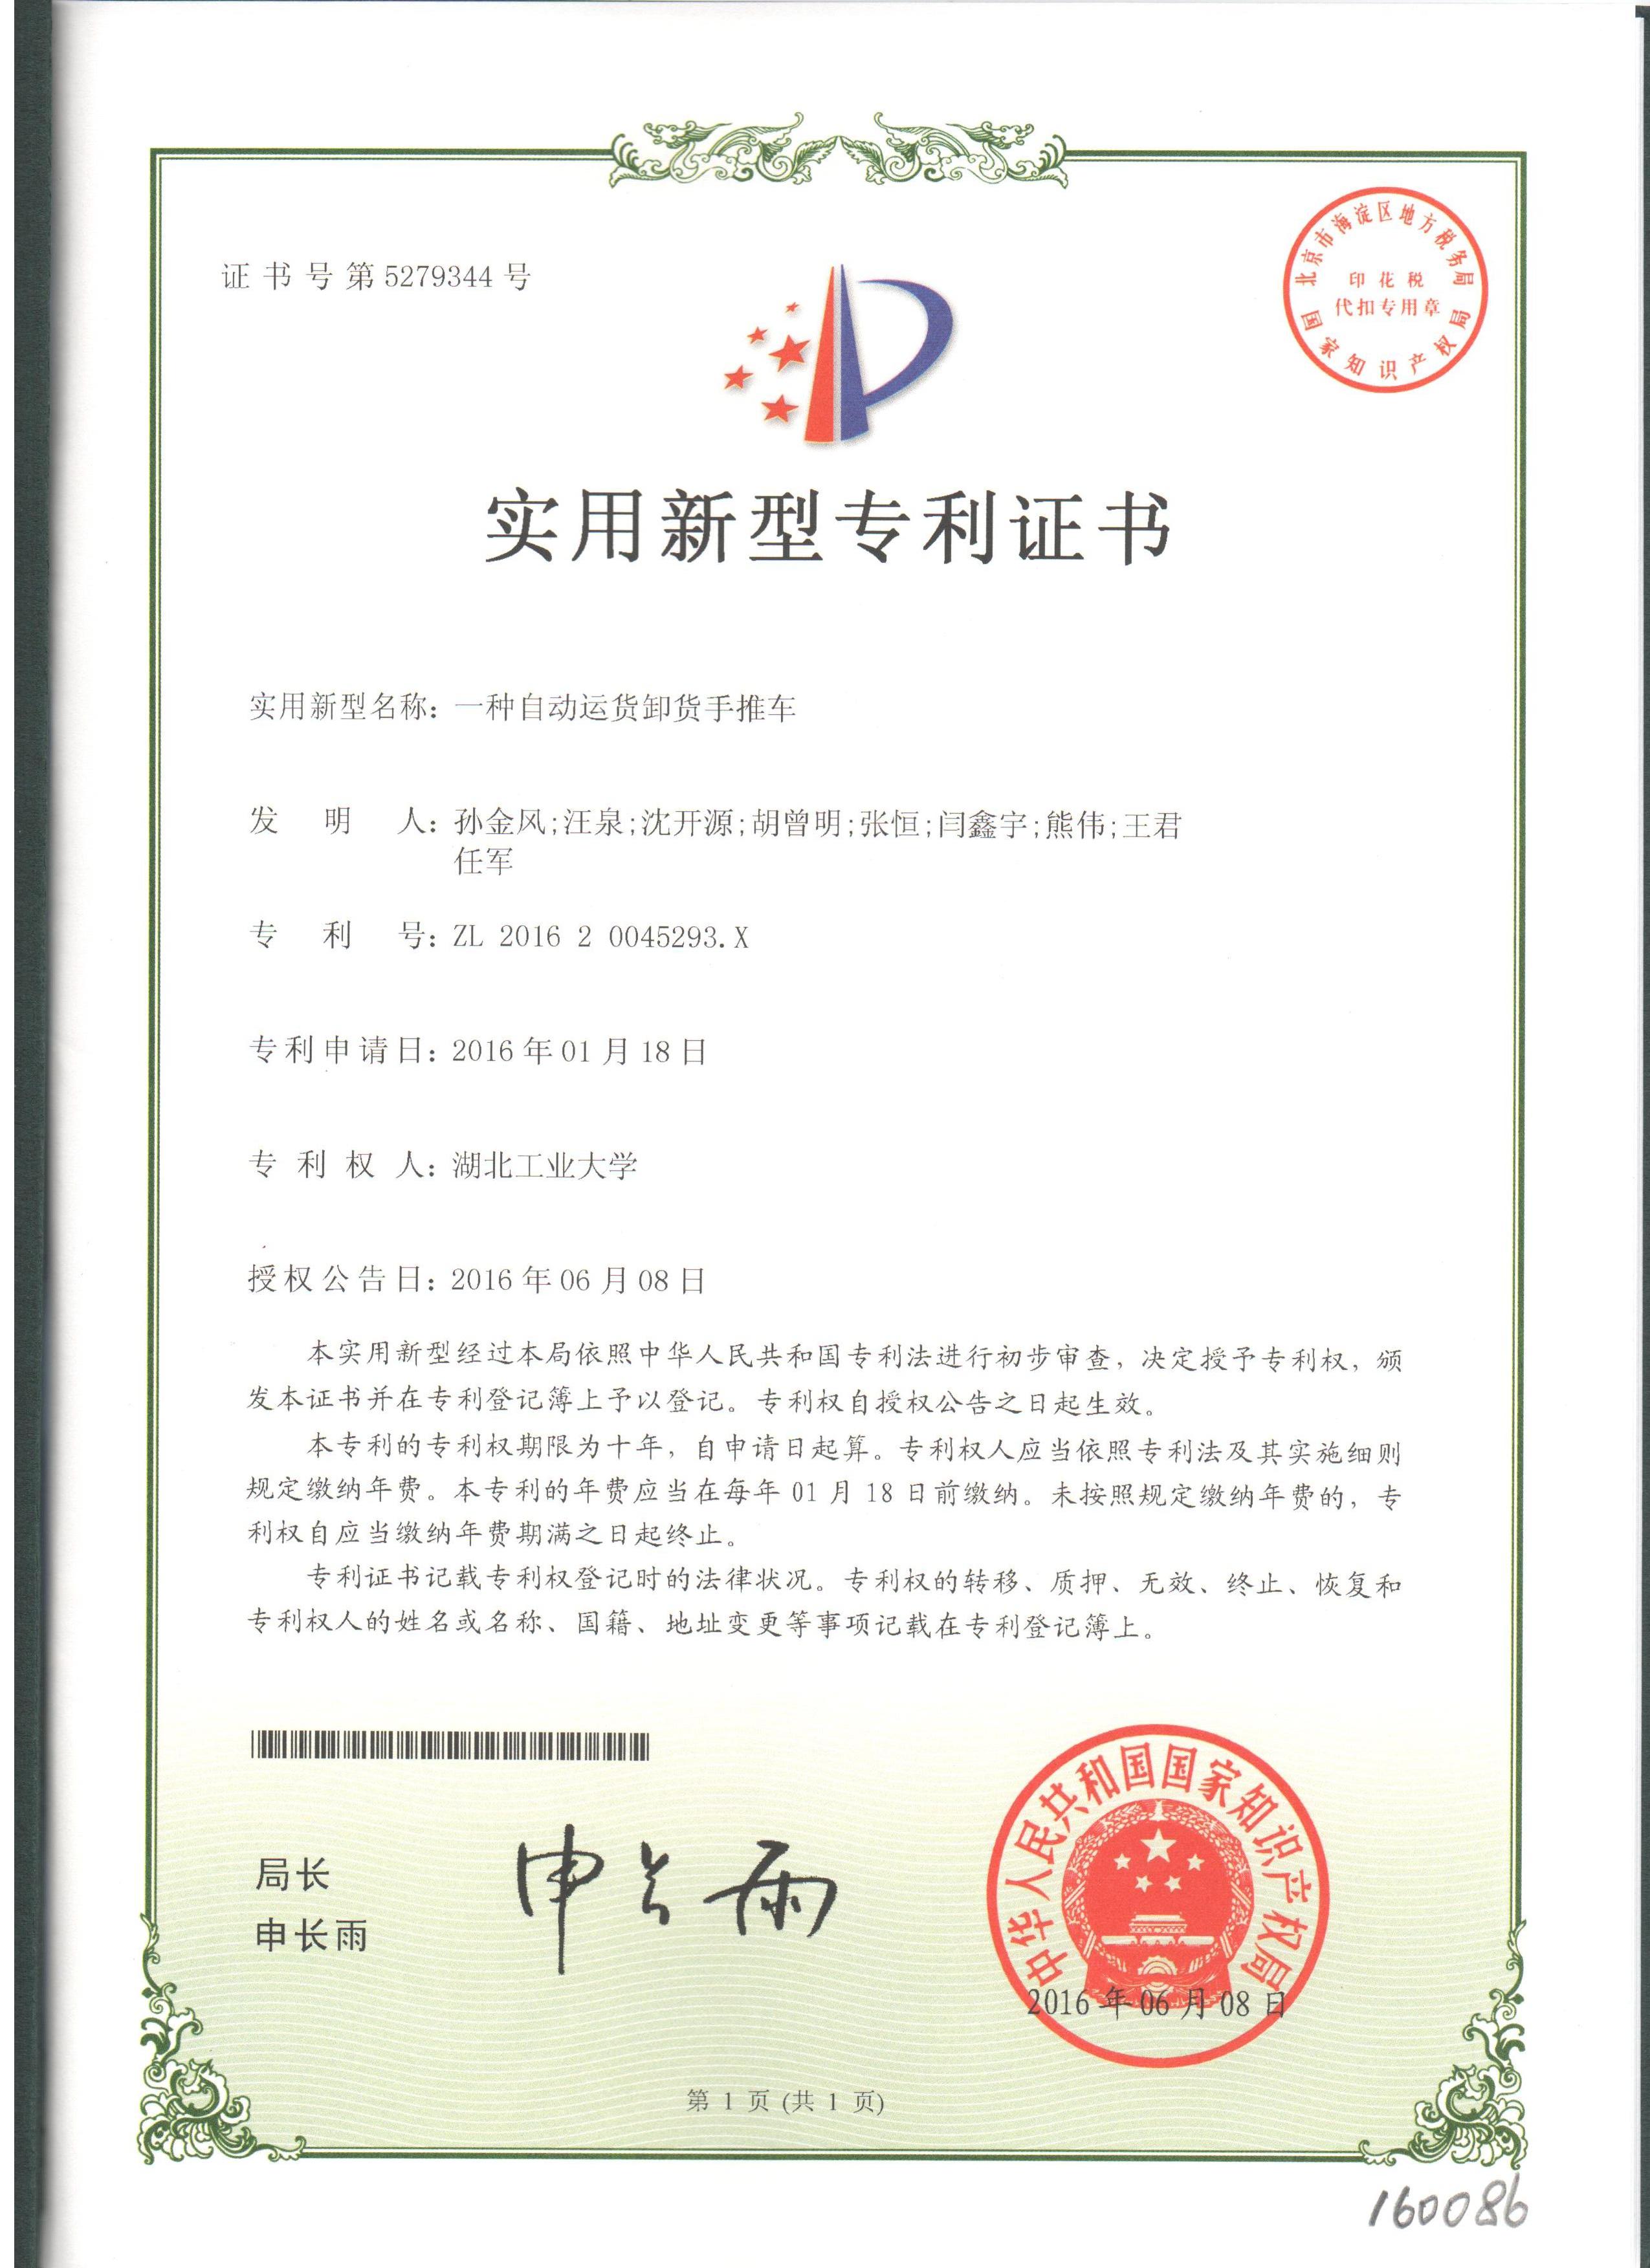 证书号第5279344号
北京市海淀区地方税务局
印花税
代扣专用章
国家知识产权局
实用新型专利证书
实用新型名称：一种自动运货卸货手推车
发明人：孙金风;汪泉;沈开源;胡曾明;张恒;闫鑫宇;熊伟;王君
任军
专利号：ZL 2016 2 0045293.X
专利申请日：2016年01月18日
专利权人：湖北工业大学
授权公告日：2016年06月08日
本实用新型经过本局依照中华人民共和国专利法进行初步审查，决定授予专利权，颁
发本证书并在专利登记簿上予以登记。专利权自授权公告之日起生效。
本专利的专利权期限为十年，自申请日起算。专利权人应当依照专利法及其实施细则
规定缴纳年费。本专利的年费应当在每年01月18日前缴纳。未按照规定缴纳年费的，专
利权自应当缴纳年费期满之日起终止。
专利证书记载专利权登记时的法律状况。专利权的转移、质押、无效、终止、恢复和
专利权人的姓名或名称、国籍、地址变更等事项记载在专利登记簿上。
局长
申长雨
申长雨
中华人民共和国国家知识产权局
2016年06月08日
第 1 页 (共 1 页)
160086